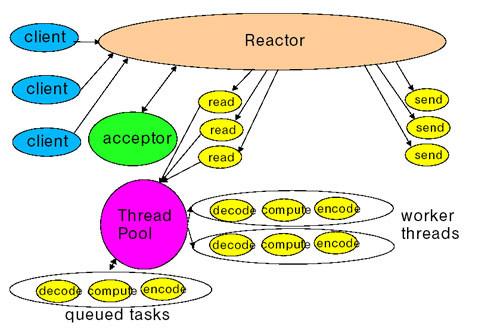 client
Reactor
client
client
acceptor
read
read
read
send
send
send
Thread
Pool
decode compute encode
decode compute encode
worker
threads
decode compute encode
queued tasks